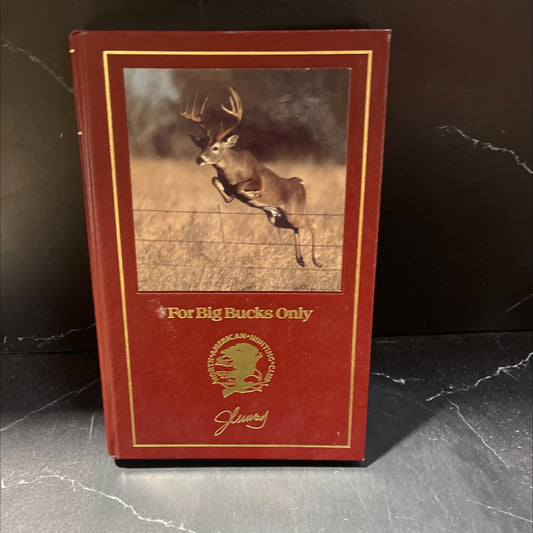 For Big Bucks Only
NORTH • AMERICAN • HUNTING • CLUB